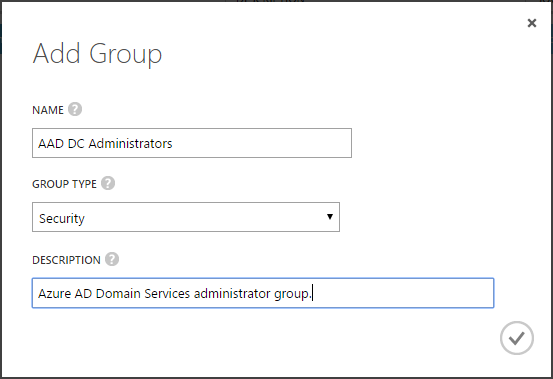 Add Group
NAME ?
AAD DC Administrators
GROUP TYPE ?
Security
DESCRIPTION ?
Azure AD Domain Services administrator group.